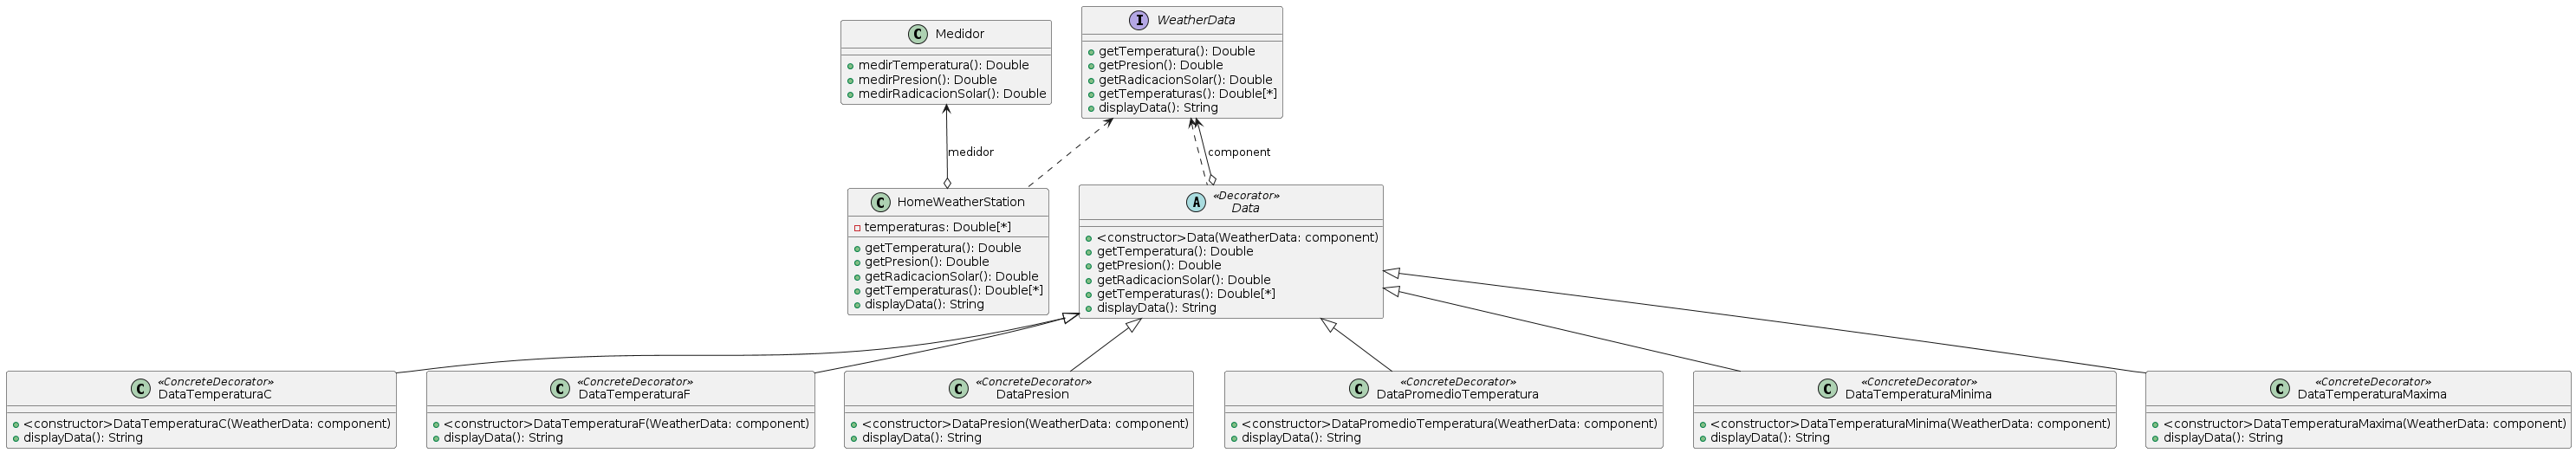 Medidor
medirTemperatura(): Double
medirPresion(): Double
medirRadicacionSolar(): Double
I WeatherData
getTemperatura(): Double
getPresion(): Double
getRadicacionSolar(): Double
getTemperaturas(): Double[*]
displayData(): String
medidor
component
C HomeWeatherStation
temperaturas: Double[*]
getTemperatura(): Double
getPresion(): Double
getRadicacionSolar(): Double
getTemperaturas(): Double[*]
displayData(): String
A «Decorator»
Data
<constructor>Data(WeatherData: component)
getTemperatura(): Double
getPresion(): Double
getRadicacionSolar(): Double
getTemperaturas(): Double[*]
displayData(): String
C «ConcreteDecorator»
DataTemperaturaC
<constructor>DataTemperaturaC(WeatherData: component)
displayData(): String
C «ConcreteDecorator»
DataTemperaturaF
<constructor>DataTemperaturaF(WeatherData: component)
displayData(): String
C «ConcreteDecorator»
DataPresion
<constructor>DataPresion(WeatherData: component)
displayData(): String
C «ConcreteDecorator»
DataPromedioTemperatura
<constructor>DataPromedioTemperatura(WeatherData: component)
displayData(): String
C «ConcreteDecorator»
DataTemperaturaMinima
<constructor>DataTemperaturaMinima(WeatherData: component)
displayData(): String
C «ConcreteDecorator»
DataTemperaturaMaxima
<constructor>DataTemperaturaMaxima(WeatherData: component)
displayData(): String